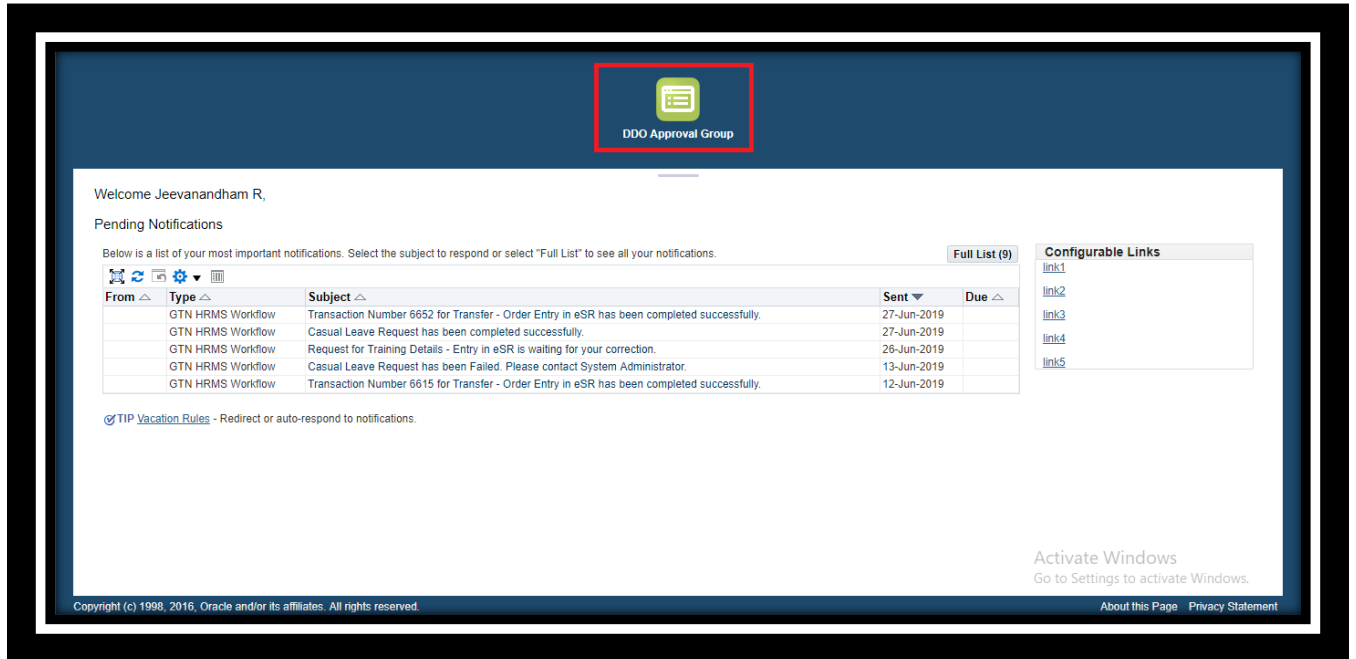 DDO Approval Group
Welcome Jeevanandham R,
Pending Notifications
Below is a list of your most important notifications. Select the subject to respond or select "Full List" to see all your notifications.
Full List (9)
From Type Subject Sent Due
GTN HRMS Workflow Transaction Number 6652 for Transfer - Order Entry in eSR has been completed successfully. 27-Jun-2019
GTN HRMS Workflow Casual Leave Request has been completed successfully. 27-Jun-2019
GTN HRMS Workflow Request for Training Details - Entry in eSR is waiting for your correction. 26-Jun-2019
GTN HRMS Workflow Casual Leave Request has been Failed. Please contact System Administrator. 13-Jun-2019
GTN HRMS Workflow Transaction Number 6615 for Transfer - Order Entry in eSR has been completed successfully. 12-Jun-2019
TIP Vacation Rules - Redirect or auto-respond to notifications.
Configurable Links
link1
link2
link3
link4
link5
Activate Windows
Go to Settings to activate Windows.
Copyright (c) 1998, 2016, Oracle and/or its affiliates. All rights reserved.
About this Page Privacy Statement